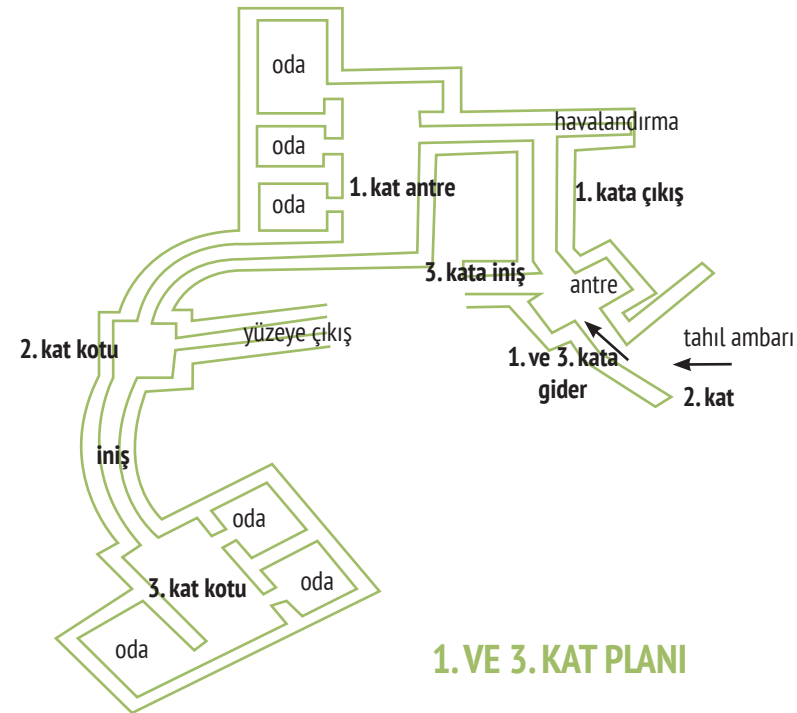 oda
havalandırma
oda
1. kat antre
1. kata çıkış
oda
3. kata iniş
antre
yüzeye çıkış
tahıl ambarı
2. kat kotu
1. ve 3. kata
gider
2. kat
iniş
oda
3. kat kotu
oda
oda
1. VE 3. KAT PLANI